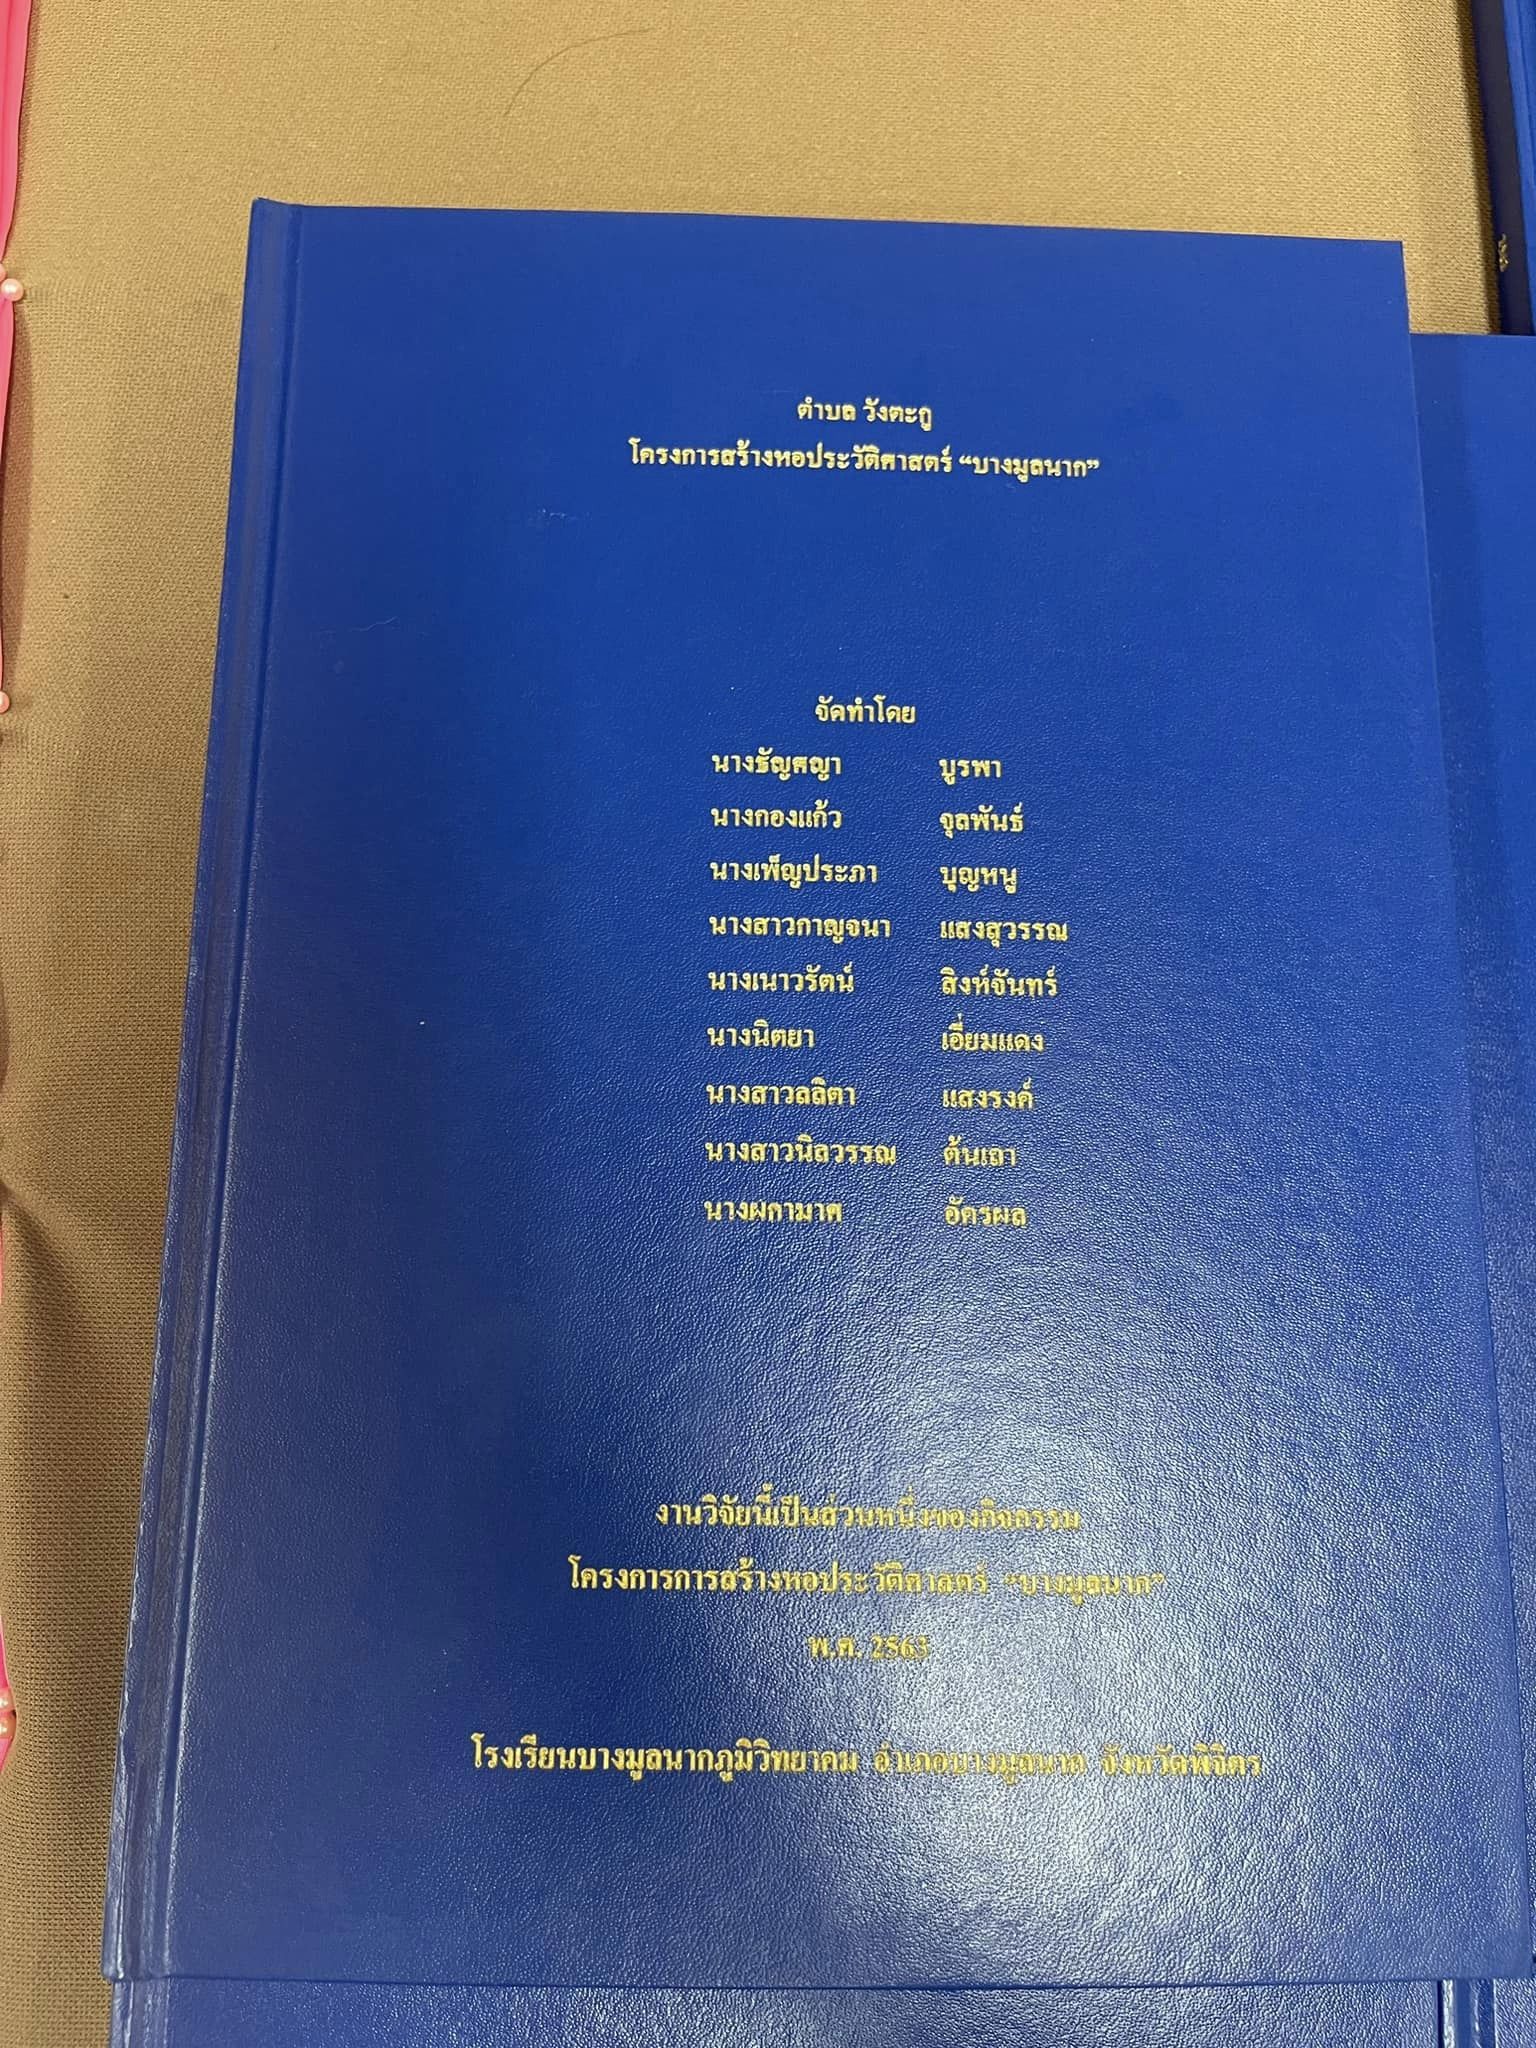 ตำบล วังตะกู
โครงการสร้างหอประวัติศาสตร์ “บางมูลนาก”
จัดทำโดย
นางธัญศญา บูรพา
นางกองแก้ว จุลพันธ์
นางเพ็ญประภา บุญหนู
นางสาวกาญจนา แสงสุวรรณ
นางเนาวรัตน์ สิงห์จันทร์
นางนิตยา เอี่ยมแดง
นางสาวลลิตา แสงรงค์
นางสาวนิลวรรณ ต้นเถา
นางผกามาศ อัครผล
งานวิจัยนี้เป็นส่วนหนึ่งของกิจกรรม
โครงการการสร้างหอประวัติศาสตร์ “บางมูลนาก”
พ.ศ. 2563
โรงเรียนบางมูลนากภูมิวิทยาคม อำเภอบางมูลนาก จังหวัดพิจิตร